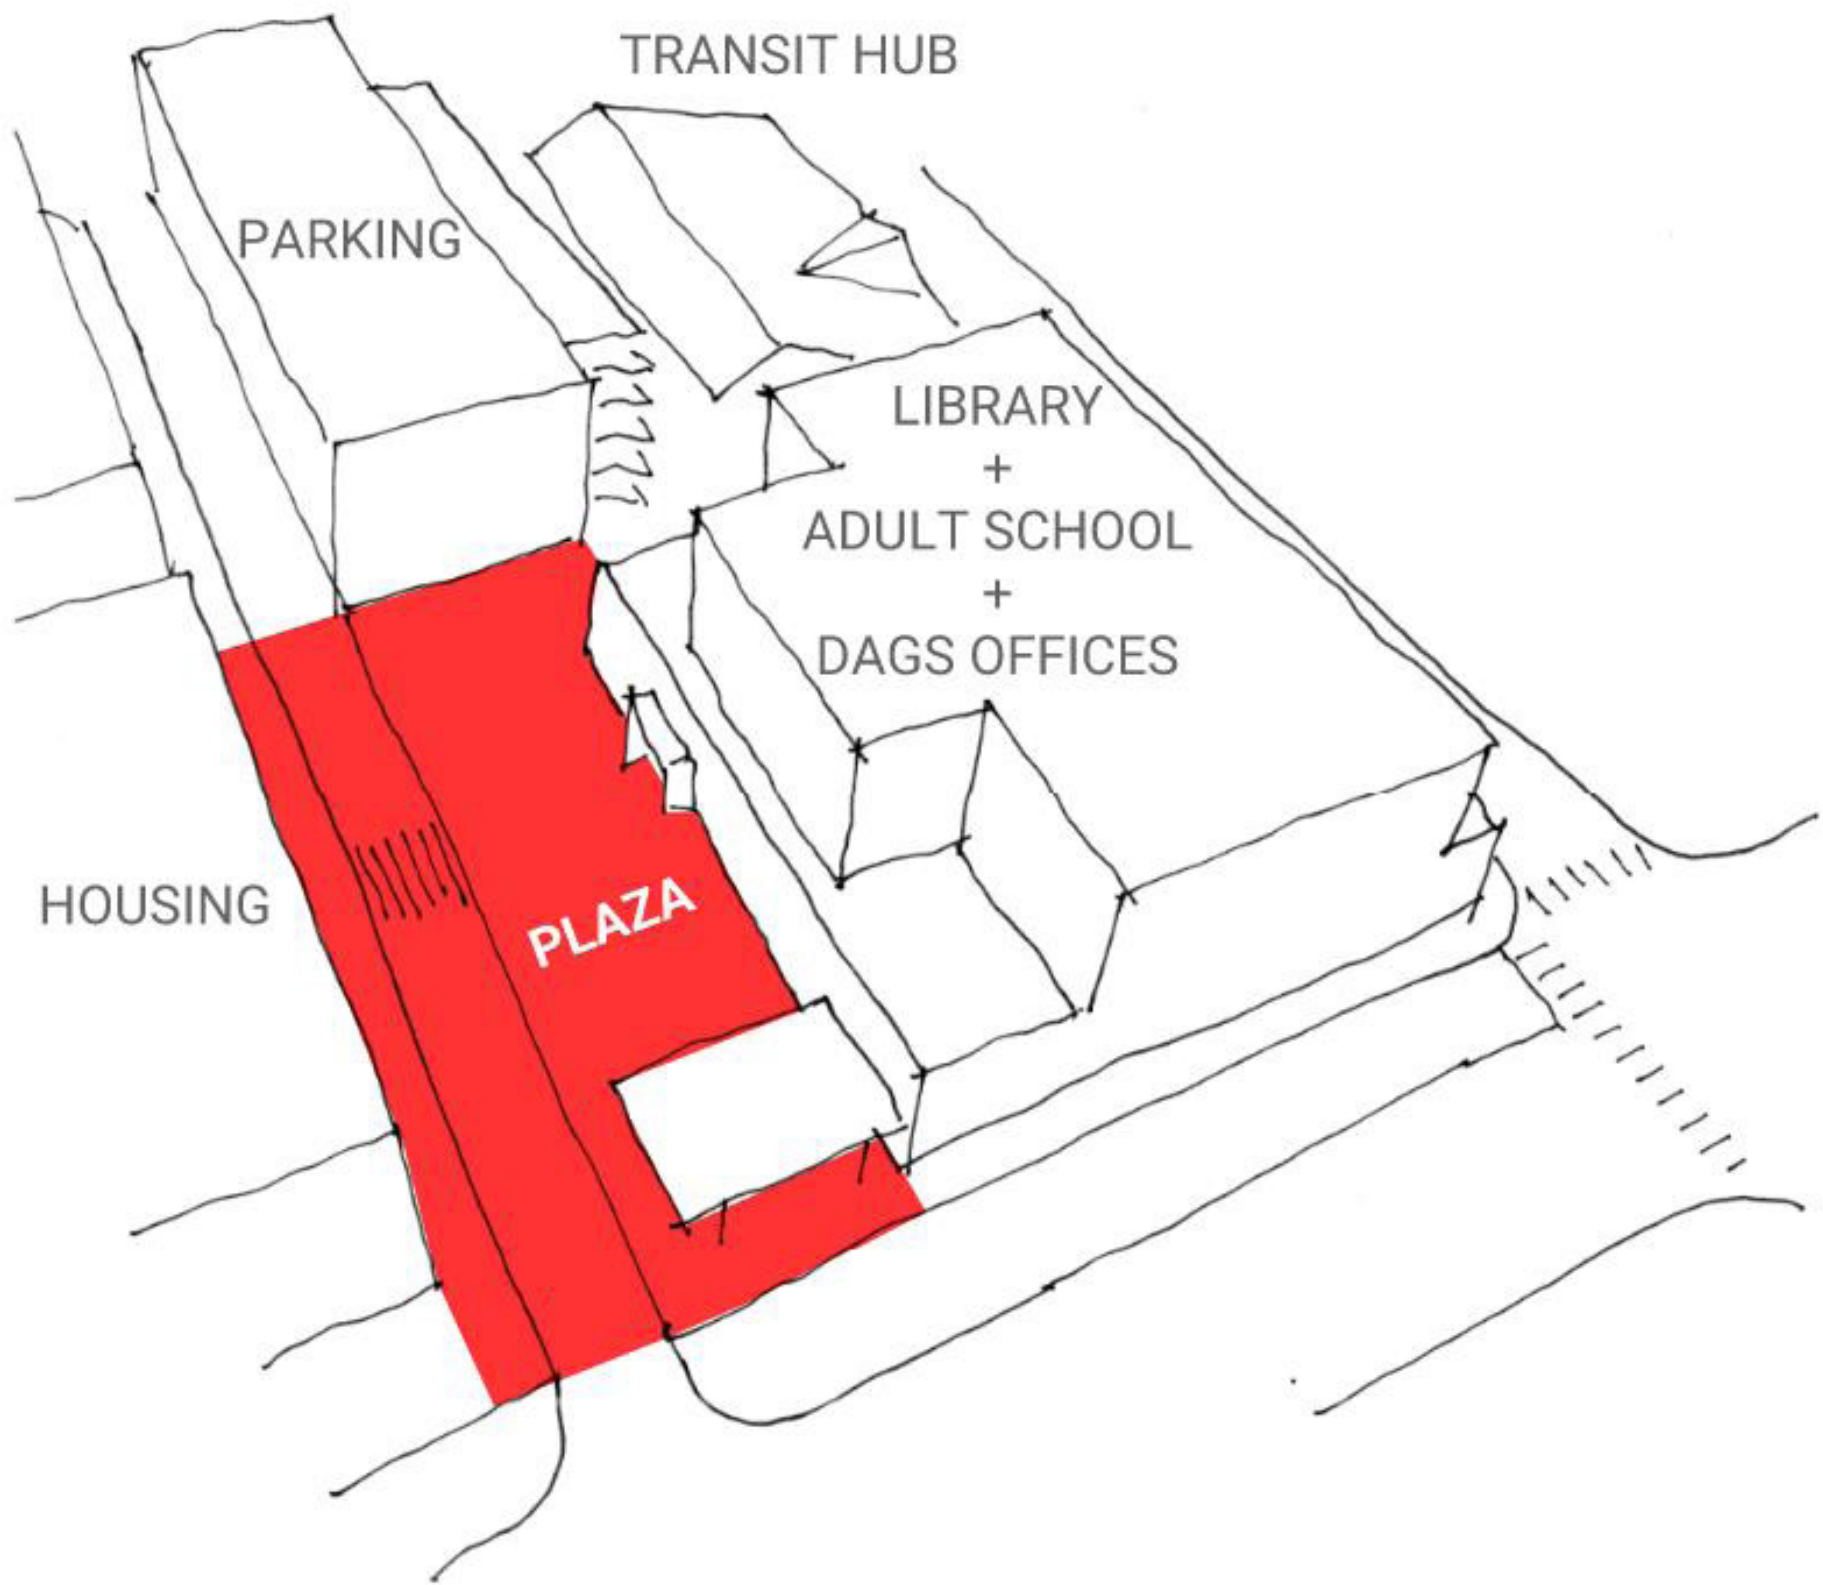 TRANSIT HUB
PARKING
LIBRARY
+
ADULT SCHOOL
+
DAGS OFFICES
HOUSING
PLAZA